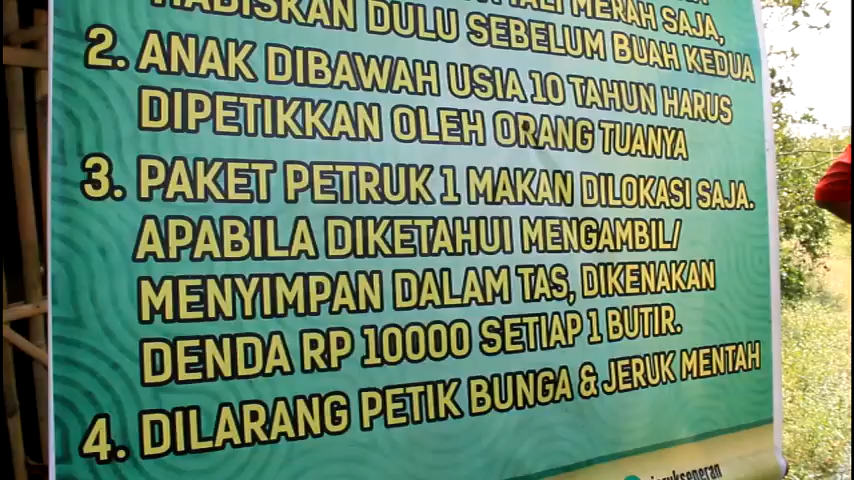 HABISKAN DULU SEBELUM BUAH KEDUA
2. ANAK DIBAWAH USIA 10 TAHUN HARUS
DIPETIKKAN OLEH ORANG TUANYA
3. PAKET PETRUK 1 MAKAN DILOKASI SAJA.
APABILA DIKETAHUI MENGAMBIL/
MENYIMPAN DALAM TAS, DIKENAKAN
DENDA RP 10000 SETIAP 1 BUTIR.
4. DILARANG PETIK BUNGA & JERUK MENTAH